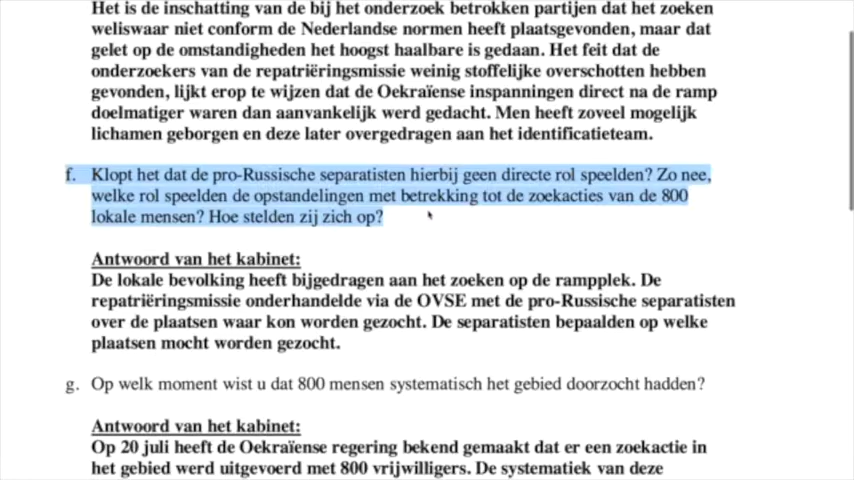 Het is de inschatting van de bij het onderzoek betrokken partijen dat het zoeken
weliswaar niet conform de Nederlandse normen heeft plaatsgevonden, maar dat
gelet op de omstandigheden het hoogst haalbare is gedaan. Het feit dat de
onderzoekers van de repatriëringsmissie weinig stoffelijke overschotten hebben
gevonden, lijkt erop te wijzen dat de Oekraïense inspanningen direct na de ramp
doelmatiger waren dan aanvankelijk werd gedacht. Men heeft zoveel mogelijk
lichamen geborgen en deze later overgedragen aan het identificatieteam.
f. Klopt het dat de pro-Russische separatisten hierbij geen directe rol speelden? Zo nee,
welke rol speelden de opstandelingen met betrekking tot de zoekacties van de 800
lokale mensen? Hoe stelden zij zich op?
Antwoord van het kabinet:
De lokale bevolking heeft bijgedragen aan het zoeken op de rampplek. De
repatriëringsmissie onderhandelde via de OVSE met de pro-Russische separatisten
over de plaatsen waar kon worden gezocht. De separatisten bepaalden op welke
plaatsen mocht worden gezocht.
g. Op welk moment wist u dat 800 mensen systematisch het gebied doorzocht hadden?
Antwoord van het kabinet:
Op 20 juli heeft de Oekraïense regering bekend gemaakt dat er een zoekactie in
het gebied werd uitgevoerd met 800 vrijwilligers. De systematiek van deze